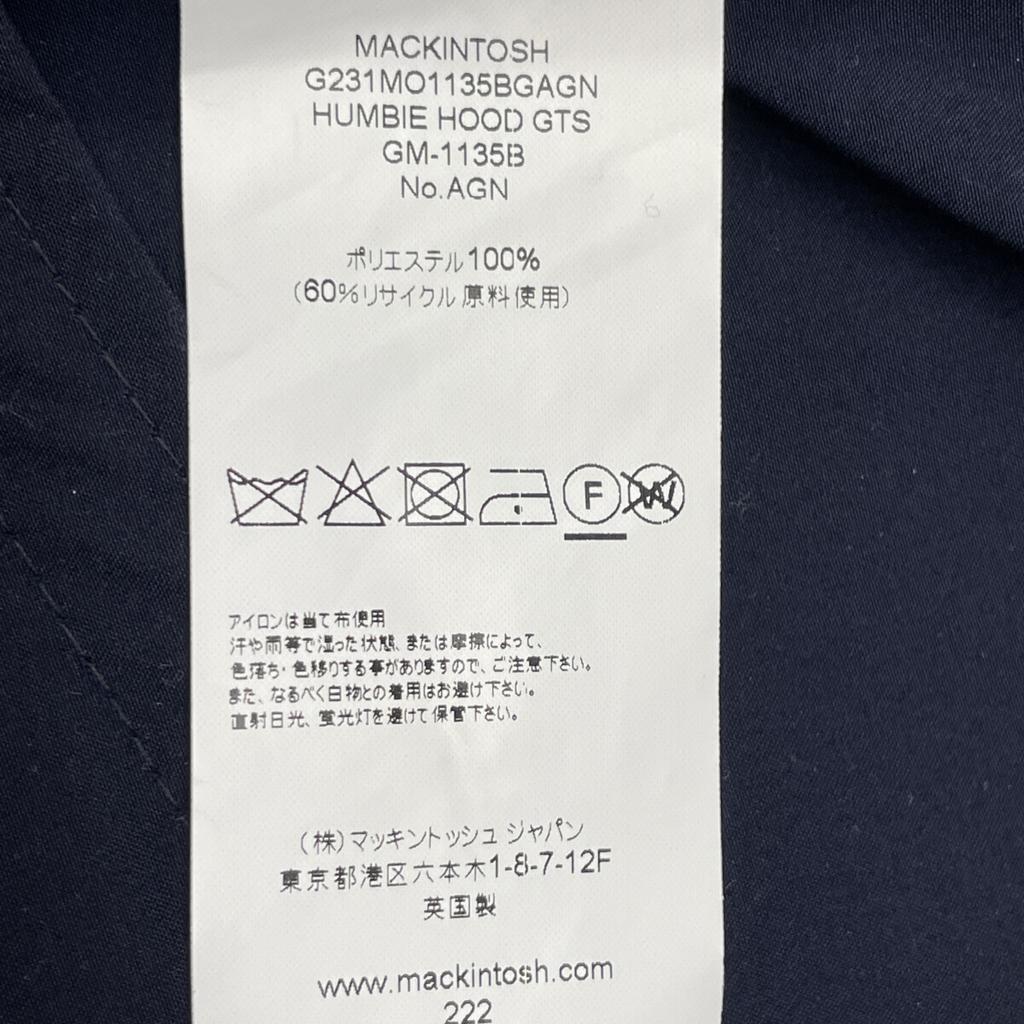 MACKINTOSH
G231MO1135BGAGN
HUMBIE HOOD GTS
GM-1135B
No.AGN
6
ポリエステル100%
(60%リサイクル原料使用)
F W
アイロンは当て布使用
汗や雨等で湿った状態、または摩擦によって、
色落ち・色移りする事がありますので、ご注意下さい。
また、なるべく白物との着用はお避け下さい。
直射日光、蛍光灯を避けて保管下さい。
(株)マッキントッシュ ジャパン
東京都港区六本木1-8-7-12F
英国製
www.mackintosh.com
222